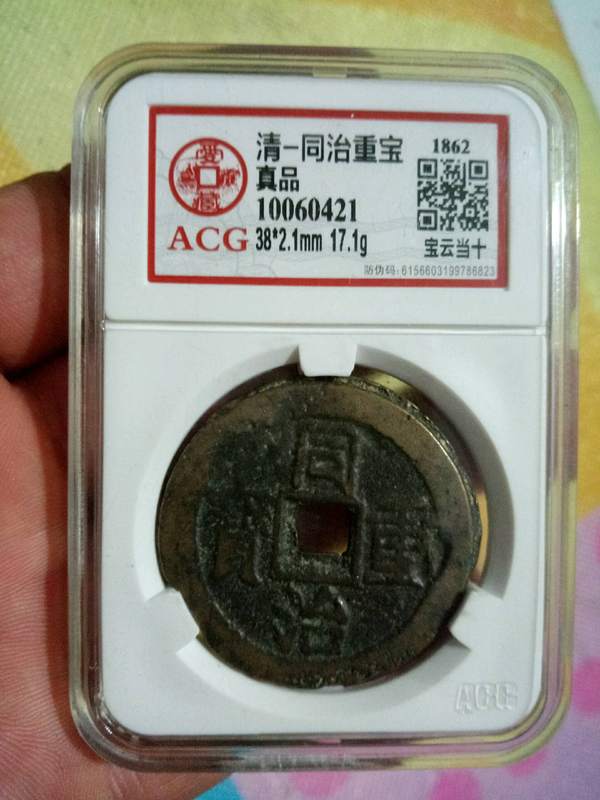 清-同治重宝
1862
真品
10060421
ACG
38*2.1mm 17.1g
宝云当十
防伪码: 6156603199786823
同
寶
重
治
ACG